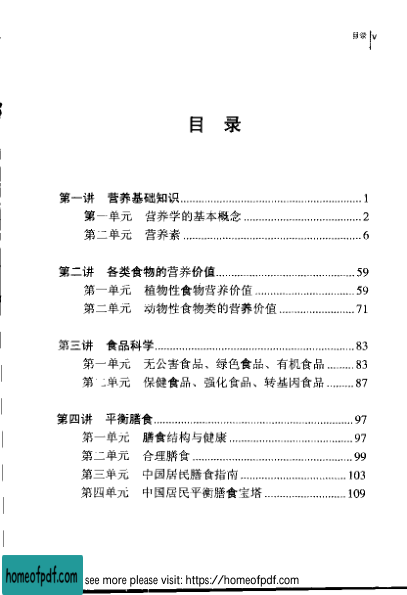 目录 v
目 录
第一讲 营养基础知识 1
第一单元 营养学的基本概念 2
第二单元 营养素 6
第二讲 各类食物的营养价值 59
第一单元 植物性食物营养价值 59
第二单元 动物性食物类的营养价值 71
第三讲 食品科学 83
第一单元 无公害食品、绿色食品、有机食品 83
第二单元 保健食品、强化食品、转基因食品 87
第四讲 平衡膳食 97
第一单元 膳食结构与健康 97
第二单元 合理膳食 99
第三单元 中国居民膳食指南 103
第四单元 中国居民平衡膳食宝塔 109
homeofpdf.com see more please visit: https://homeofpdf.com